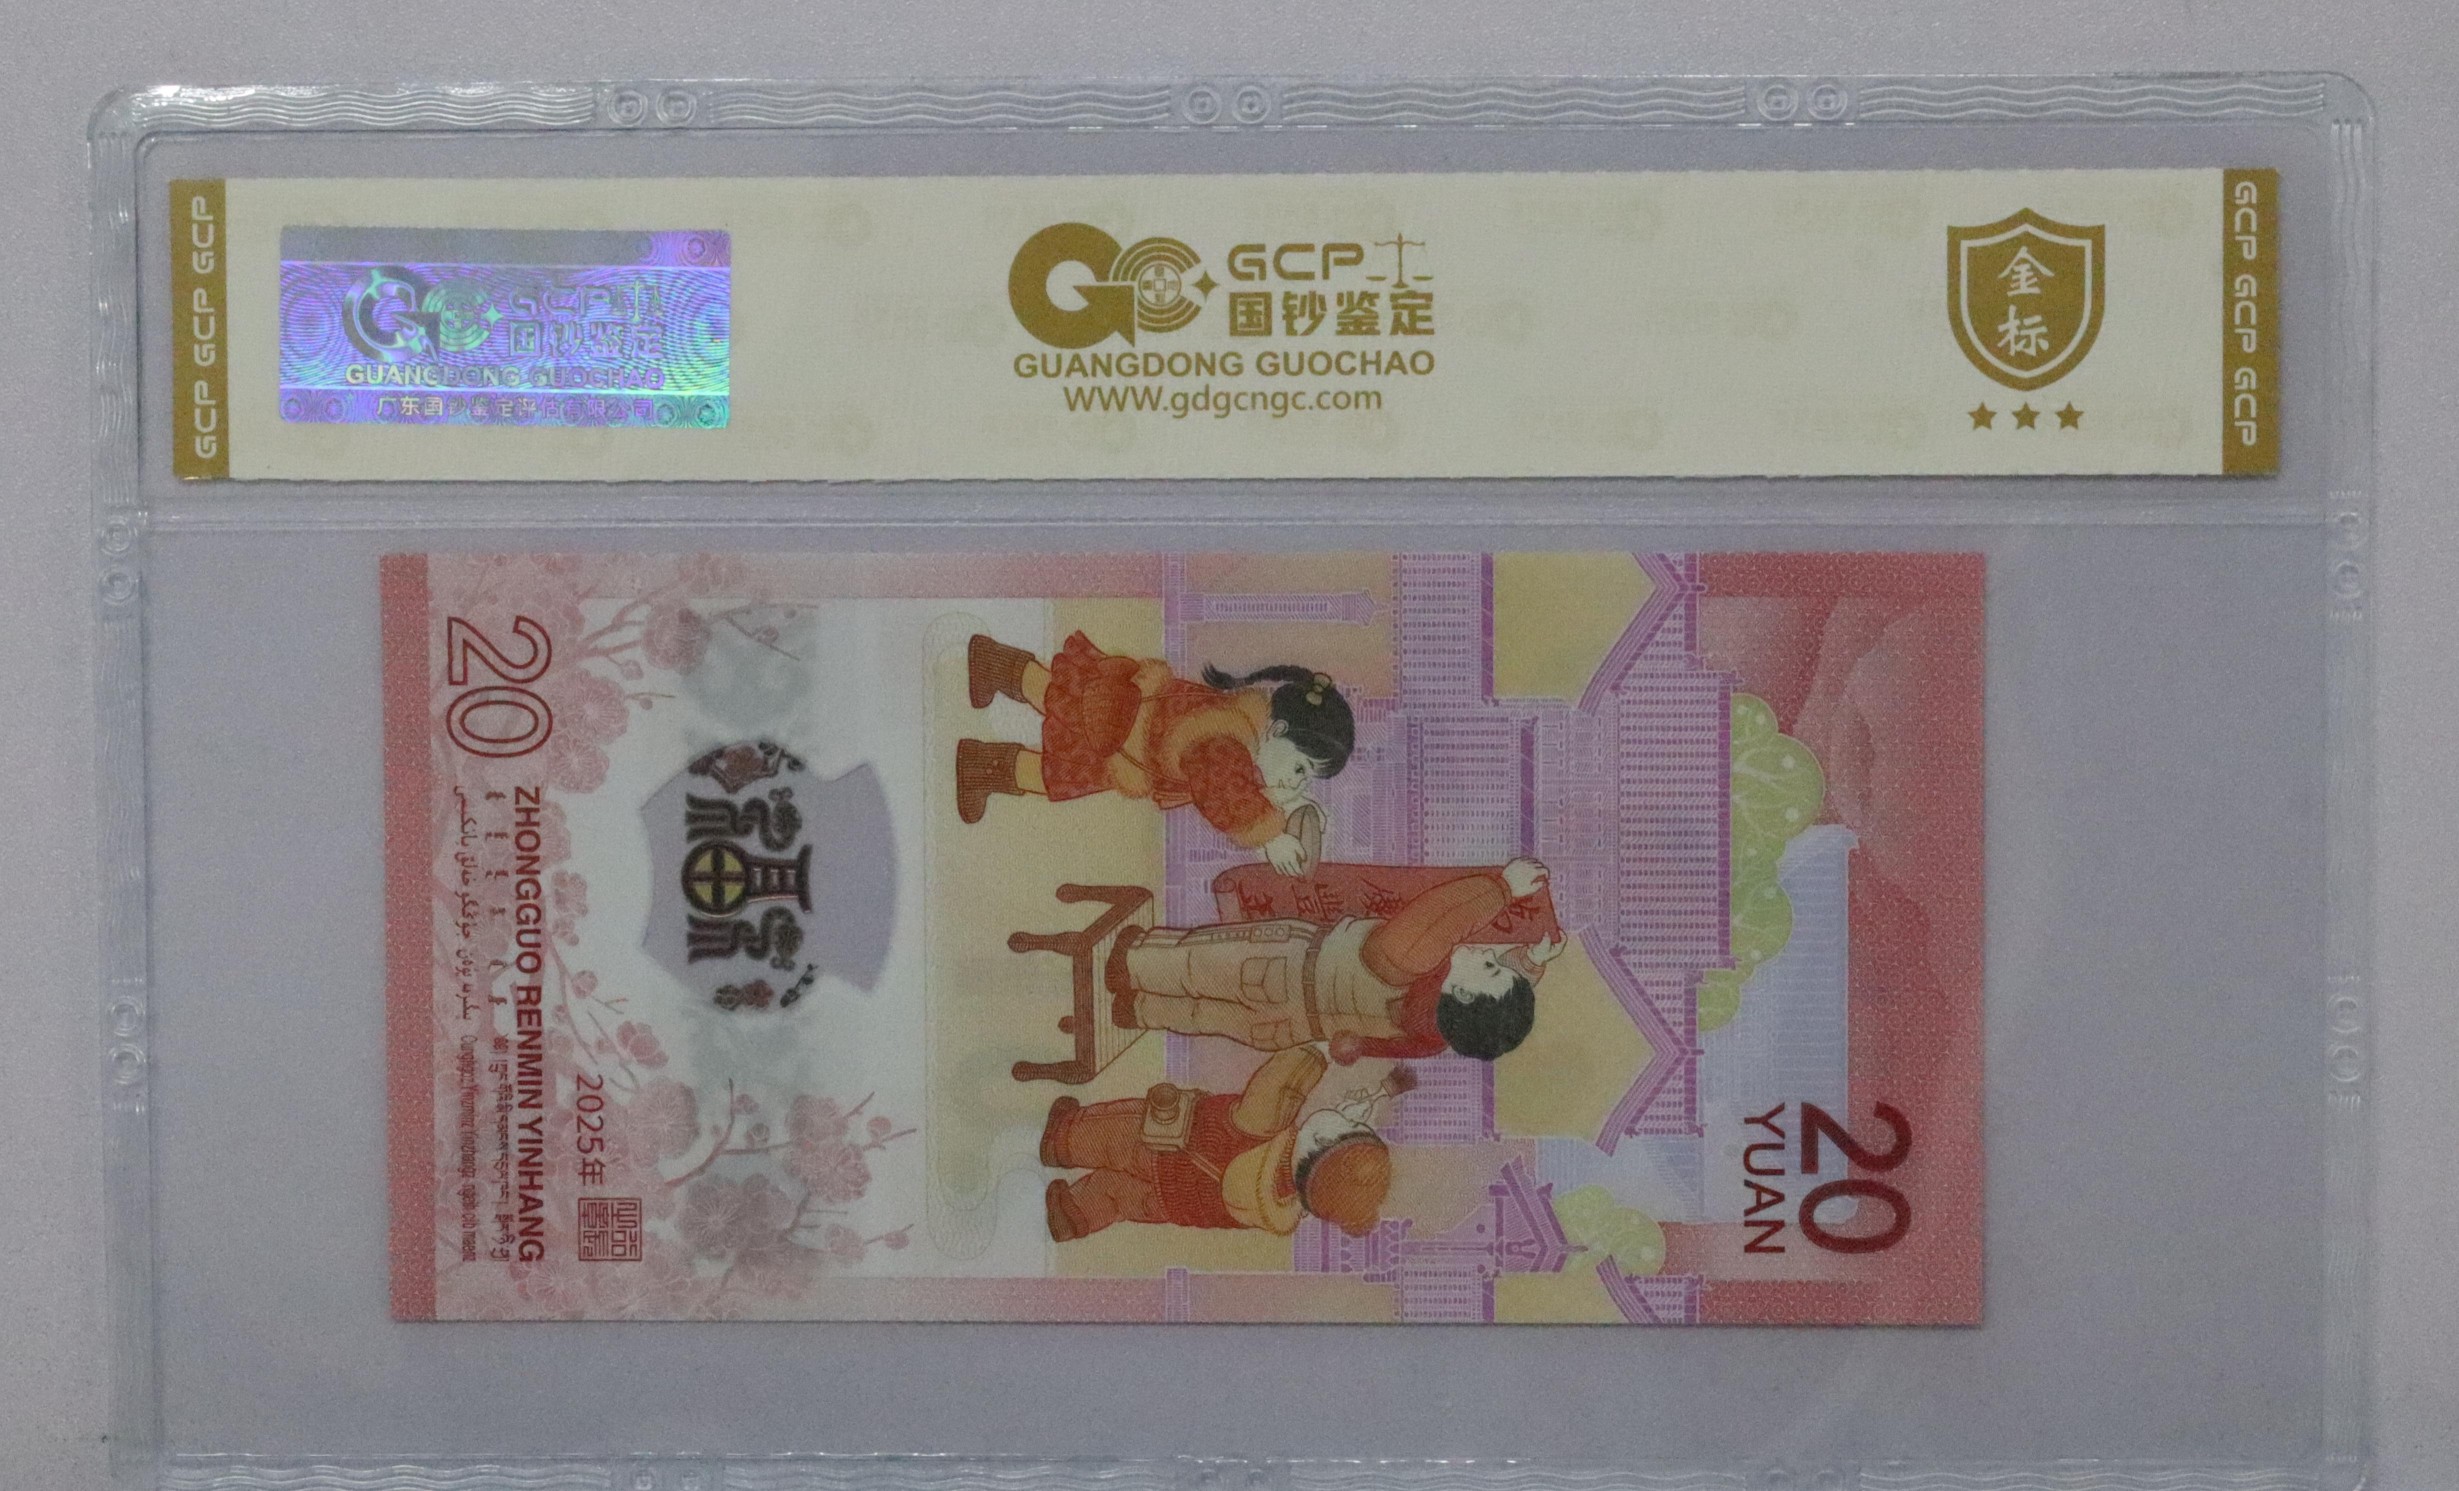 GCP GCP GCP
GCP
国钞鉴定
GUANGDONG GUOCHAO
广东国钞鉴定评估有限公司
GCP
国钞鉴定
GUANGDONG GUOCHAO
WWW.gdgcngc.com
金
标
GCP GCP GCP
20
YUAN
2025年
20
ZHONGGUO RENMIN YINHANG